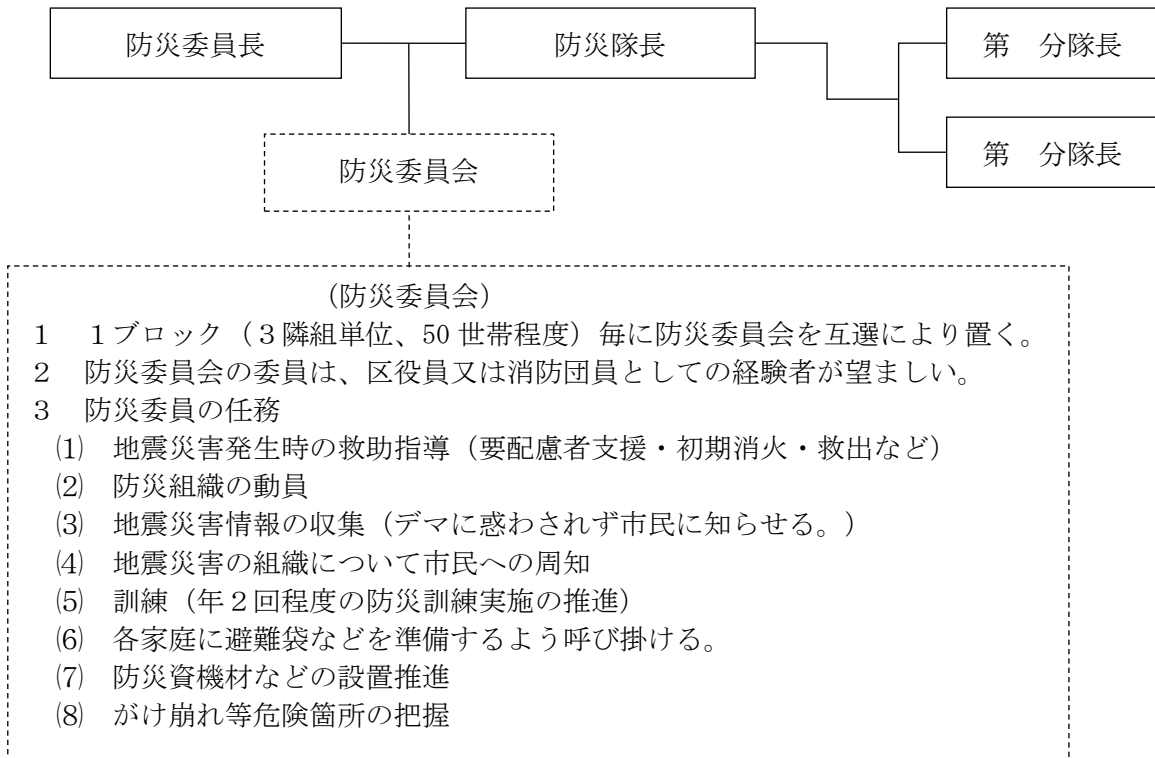 防災委員長
防災隊長
第　分隊長
第　分隊長
防災委員会
（防災委員会）
１　１ブロック（３隣組単位、50 世帯程度）毎に防災委員会を互選により置く。
２　防災委員会の委員は、区役員又は消防団員としての経験者が望ましい。
３　防災委員の任務
⑴　地震災害発生時の救助指導（要配慮者支援・初期消火・救出など）
⑵　防災組織の動員
⑶　地震災害情報の収集（デマに惑わされず市民に知らせる。）
⑷　地震災害の組織について市民への周知
⑸　訓練（年２回程度の防災訓練実施の推進）
⑹　各家庭に避難袋などを準備するよう呼び掛ける。
⑺　防災資機材などの設置推進
⑻　がけ崩れ等危険箇所の把握